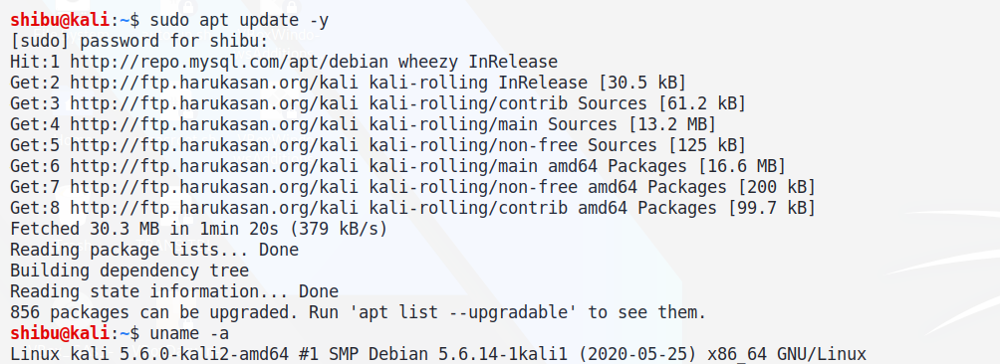 shibu@kali:~$ sudo apt update -y
[sudo] password for shibu:
Hit:1 http://repo.mysql.com/apt/debian wheezy InRelease
Get:2 http://ftp.harukasan.org/kali kali-rolling InRelease [30.5 kB]
Get:3 http://ftp.harukasan.org/kali kali-rolling/contrib Sources [61.2 kB]
Get:4 http://ftp.harukasan.org/kali kali-rolling/main Sources [13.2 MB]
Get:5 http://ftp.harukasan.org/kali kali-rolling/non-free Sources [125 kB]
Get:6 http://ftp.harukasan.org/kali kali-rolling/main amd64 Packages [16.6 MB]
Get:7 http://ftp.harukasan.org/kali kali-rolling/non-free amd64 Packages [200 kB]
Get:8 http://ftp.harukasan.org/kali kali-rolling/contrib amd64 Packages [99.7 kB]
Fetched 30.3 MB in 1min 20s (379 kB/s)
Reading package lists... Done
Building dependency tree
Reading state information... Done
856 packages can be upgraded. Run 'apt list --upgradable' to see them.
shibu@kali:~$ uname -a
Linux kali 5.6.0-kali2-amd64 #1 SMP Debian 5.6.14-1kali1 (2020-05-25) x86_64 GNU/Linux